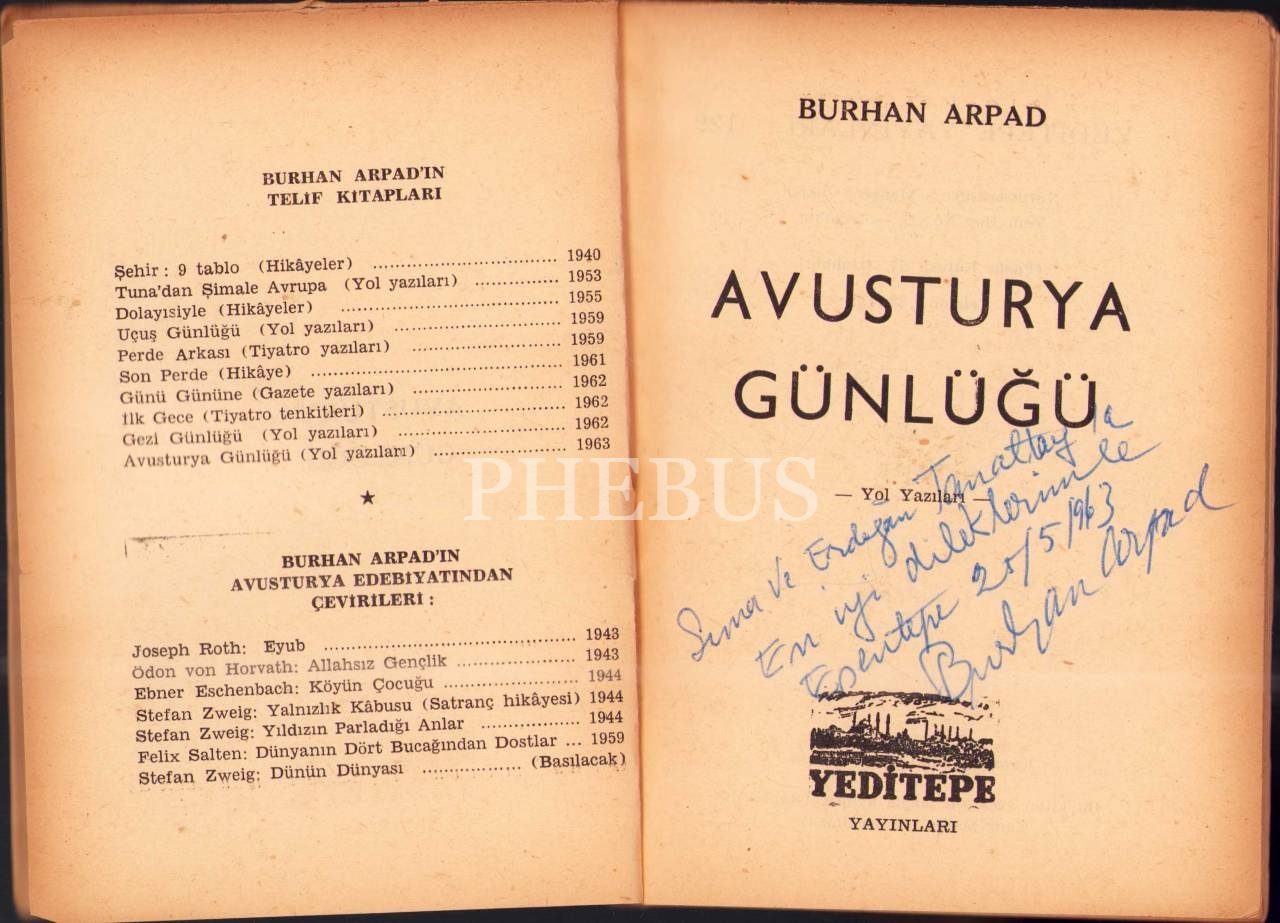 BURHAN ARPAD'IN
TELİF KİTAPLARI
Şehir : 9 tablo (Hikâyeler) ................................ 1940
Tuna'dan Şimale Avrupa (Yol yazıları) ............... 1953
Dolayısiyle (Hikâyeler) ........................................ 1955
Uçuş Günlüğü (Yol yazıları) .............................. 1959
Perde Arkası (Tiyatro yazıları) ........................... 1959
Son Perde (Hikâye) ............................................. 1961
Günü Gününe (Gazete yazıları) ........................... 1962
İlk Gece (Tiyatro tenkitleri) ................................ 1962
Gezi Günlüğü (Yol yazıları) .............................. 1962
Avusturya Günlüğü (Yol yazıları) ........................ 1963
★
BURHAN ARPAD'IN
AVUSTURYA EDEBİYATINDAN
ÇEVİRİLERİ :
Joseph Roth: Eyub .............................. 1943
Ödon von Horvath: Allahsız Gençlik ..................... 1943
Ebner Eschenbach: Köyün Çocuğu ........................ 1944
Stefan Zweig: Yalnızlık Kâbusu (Satranç hikâyesi) 1944
Stefan Zweig: Yıldızın Parladığı Anlar .................. 1944
Felix Salten: Dünyanın Dört Bucağından Dostlar ... 1959
Stefan Zweig: Dünün Dünyası .................. (Basılacak)
PHEBUS
BURHAN ARPAD
AVUSTURYA
GÜNLÜĞÜ
— Yol Yazıları —
ve Erdoğan
En iyi dileklerimle
Esentepe 20/5/1963
Burhan Arpad
YEDİTEPE
YAYINLARI